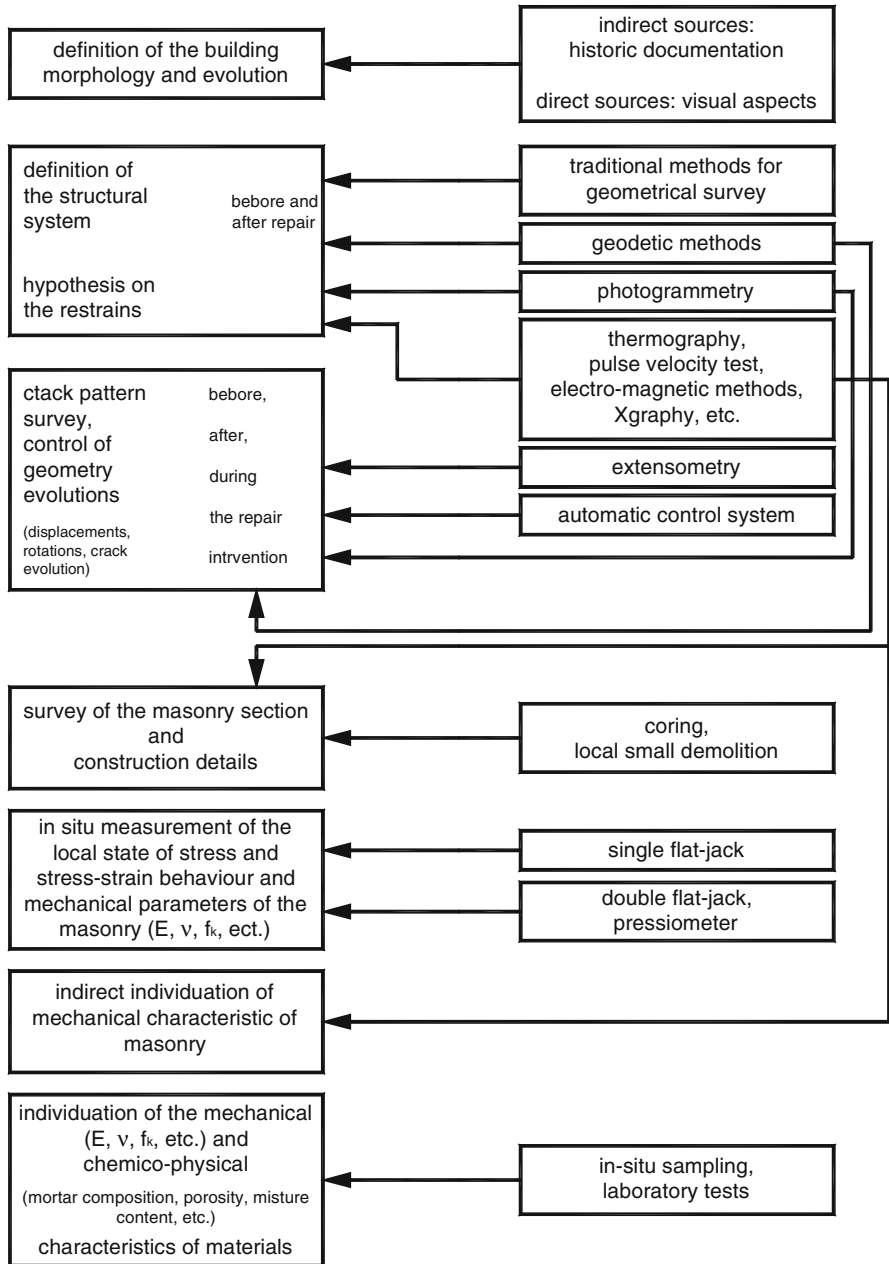 definition of the building
morphology and evolution
indirect sources:
historic documentation
direct sources: visual aspects
definition of
the structural
system
bebore and
after repair
hypothesis on
the restrains
traditional methods for
geometrical survey
geodetic methods
photogrammetry
thermography,
pulse velocity test,
electro-magnetic methods,
Xgraphy, etc.
ctack pattern
survey,
control of
geometry
evolutions
(displacements,
rotations, crack
evolution)
bebore,
after,
during
the repair
intrvention
extensometry
automatic control system
survey of the masonry section
and
construction details
coring,
local small demolition
in situ measurement of the
local state of stress and
stress-strain behaviour and
mechanical parameters of the
masonry (E, ν, fk, ect.)
single flat-jack
double flat-jack,
pressiometer
indirect individuation of
mechanical characteristic of
masonry
individuation of the mechanical
(E, ν, fk, etc.) and
chemico-physical
(mortar composition, porosity, misture
content, etc.)
characteristics of materials
in-situ sampling,
laboratory tests